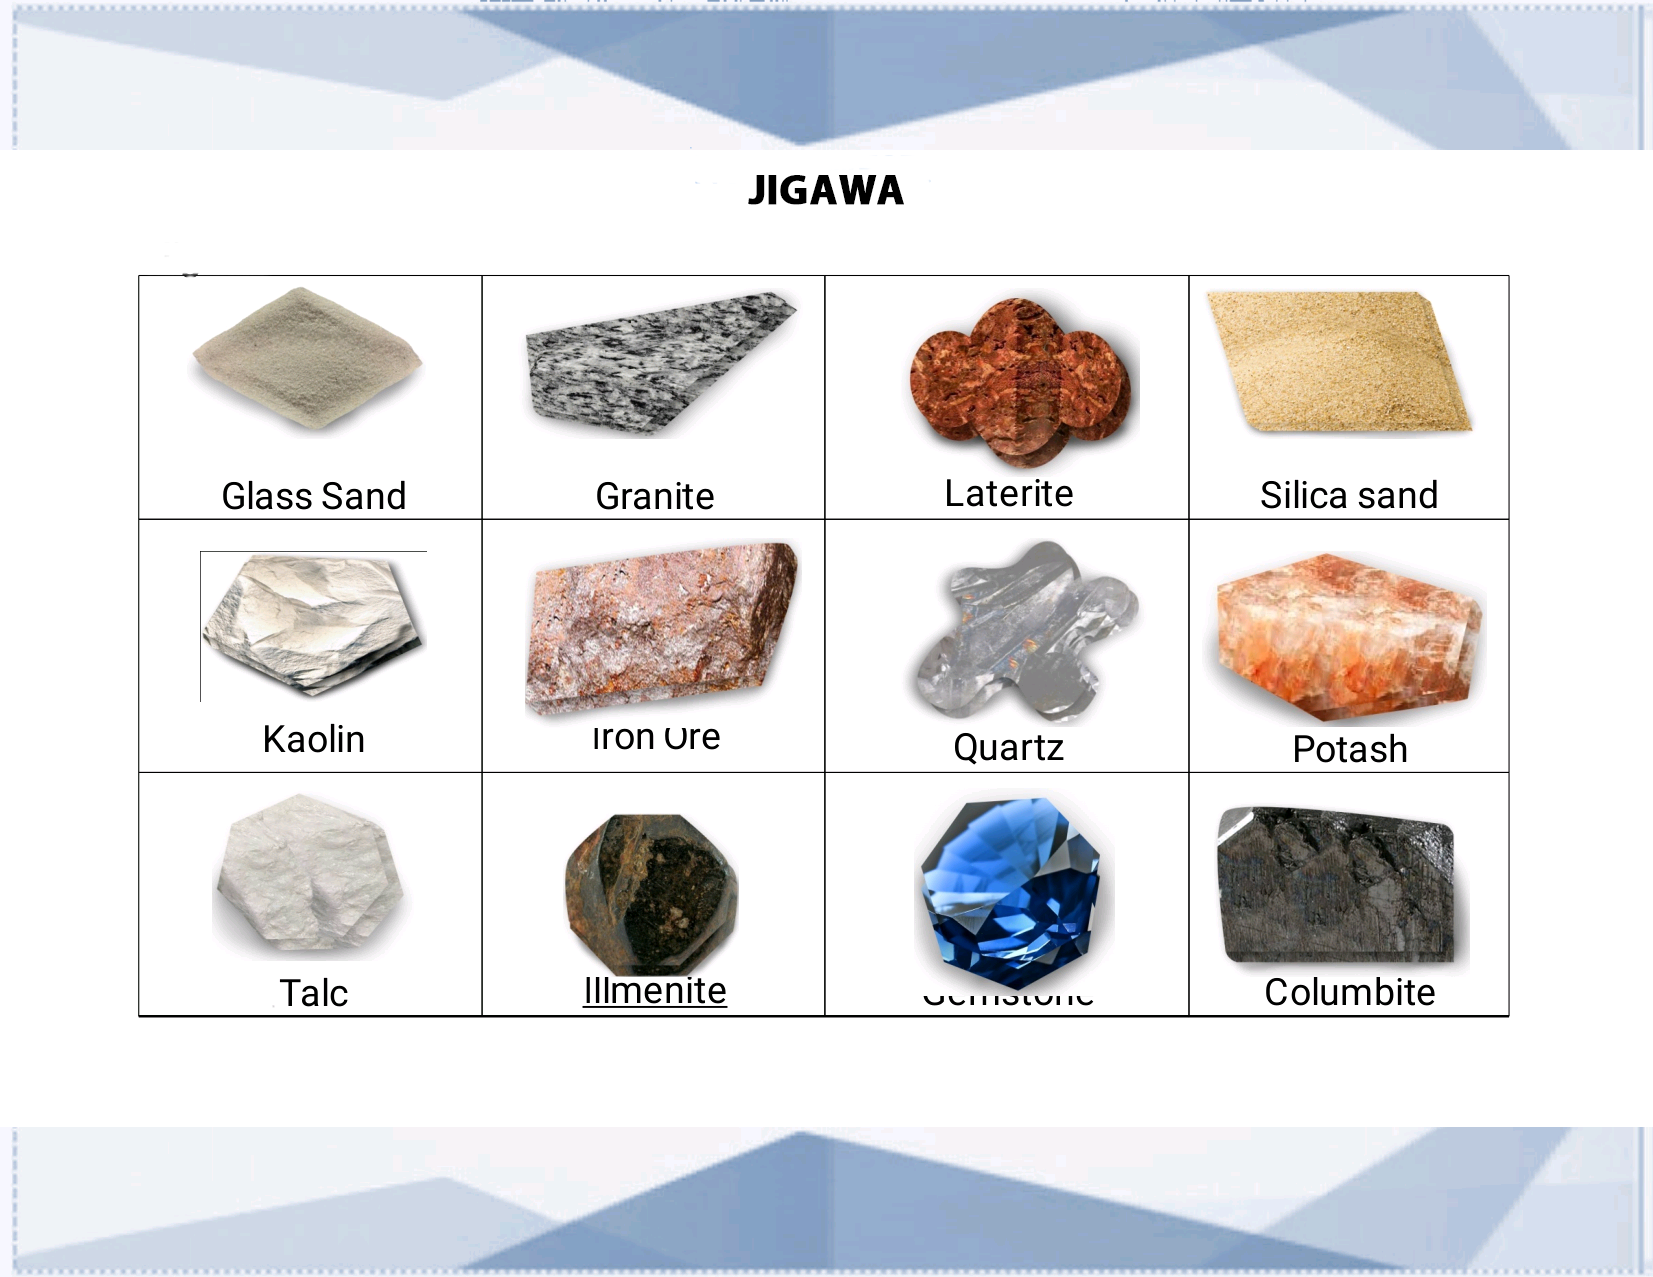 JIGAWA
Glass Sand
Granite
Laterite
Silica sand
Kaolin
Iron Ore
Quartz
Potash
Talc
Illmenite
Gemstone
Columbite